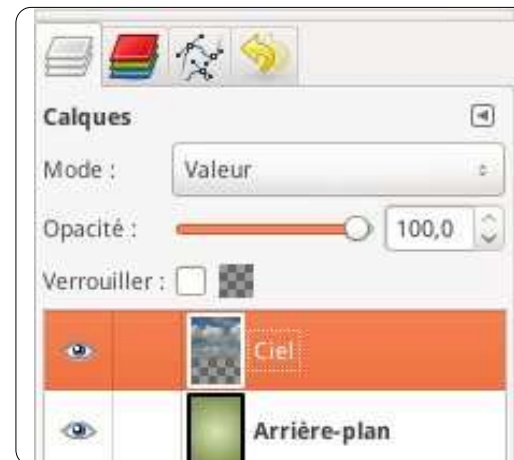 Calques
Mode : Valeur
Opacité : 100,0
Verrouiller :
Ciel
Arrière-plan